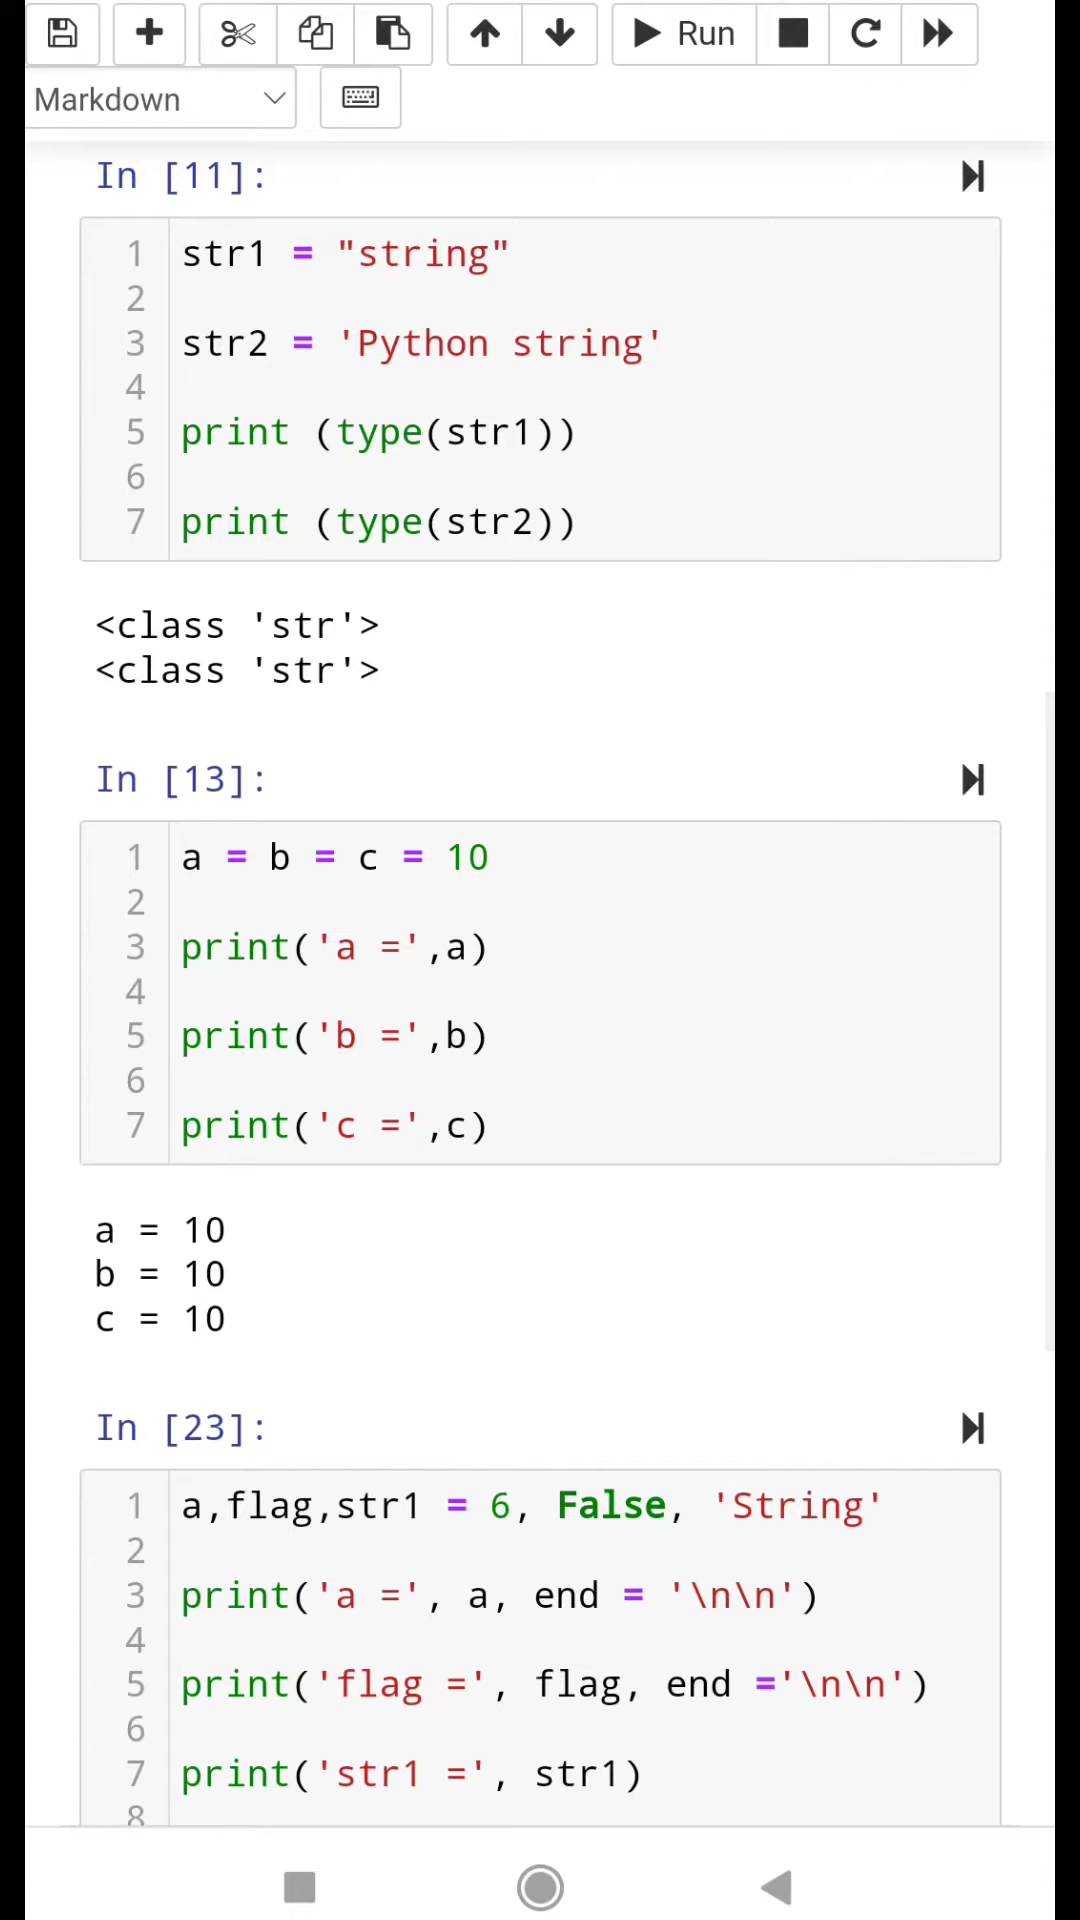 Run
Markdown
In [11]:
1 str1 = "string"
2
3 str2 = 'Python string'
4
5 print (type(str1))
6
7 print (type(str2))
<class 'str'>
<class 'str'>
In [13]:
1 a = b = c = 10
2
3 print('a =',a)
4
5 print('b =',b)
6
7 print('c =',c)
a = 10
b = 10
c = 10
In [23]:
1 a,flag,str1 = 6, False, 'String'
2
3 print('a =', a, end = '\n\n')
4
5 print('flag =', flag, end ='\n\n')
6
7 print('str1 =', str1)
8